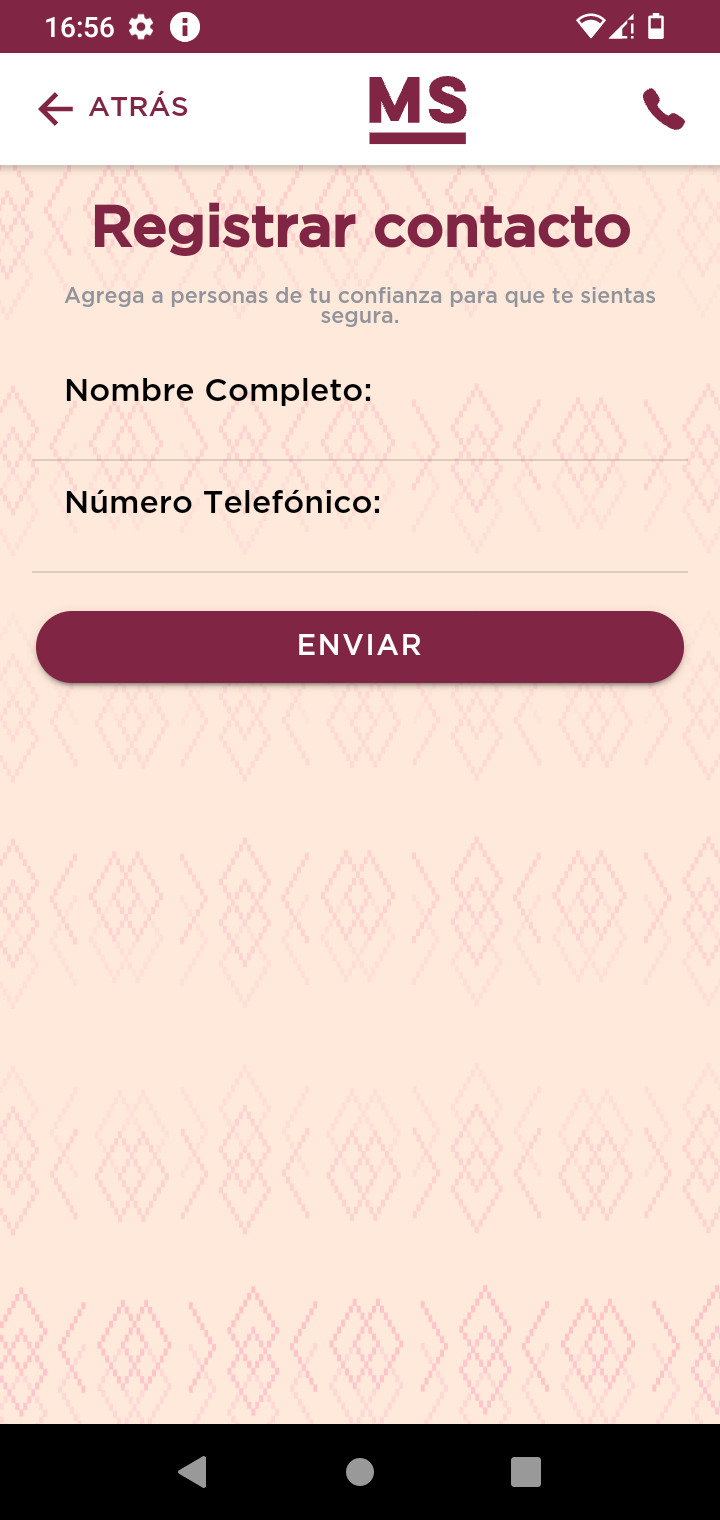 16:56
ATRÁS
MS
Registrar contacto
Agrega a personas de tu confianza para que te sientas
segura.
Nombre Completo:
Número Telefónico:
ENVIAR